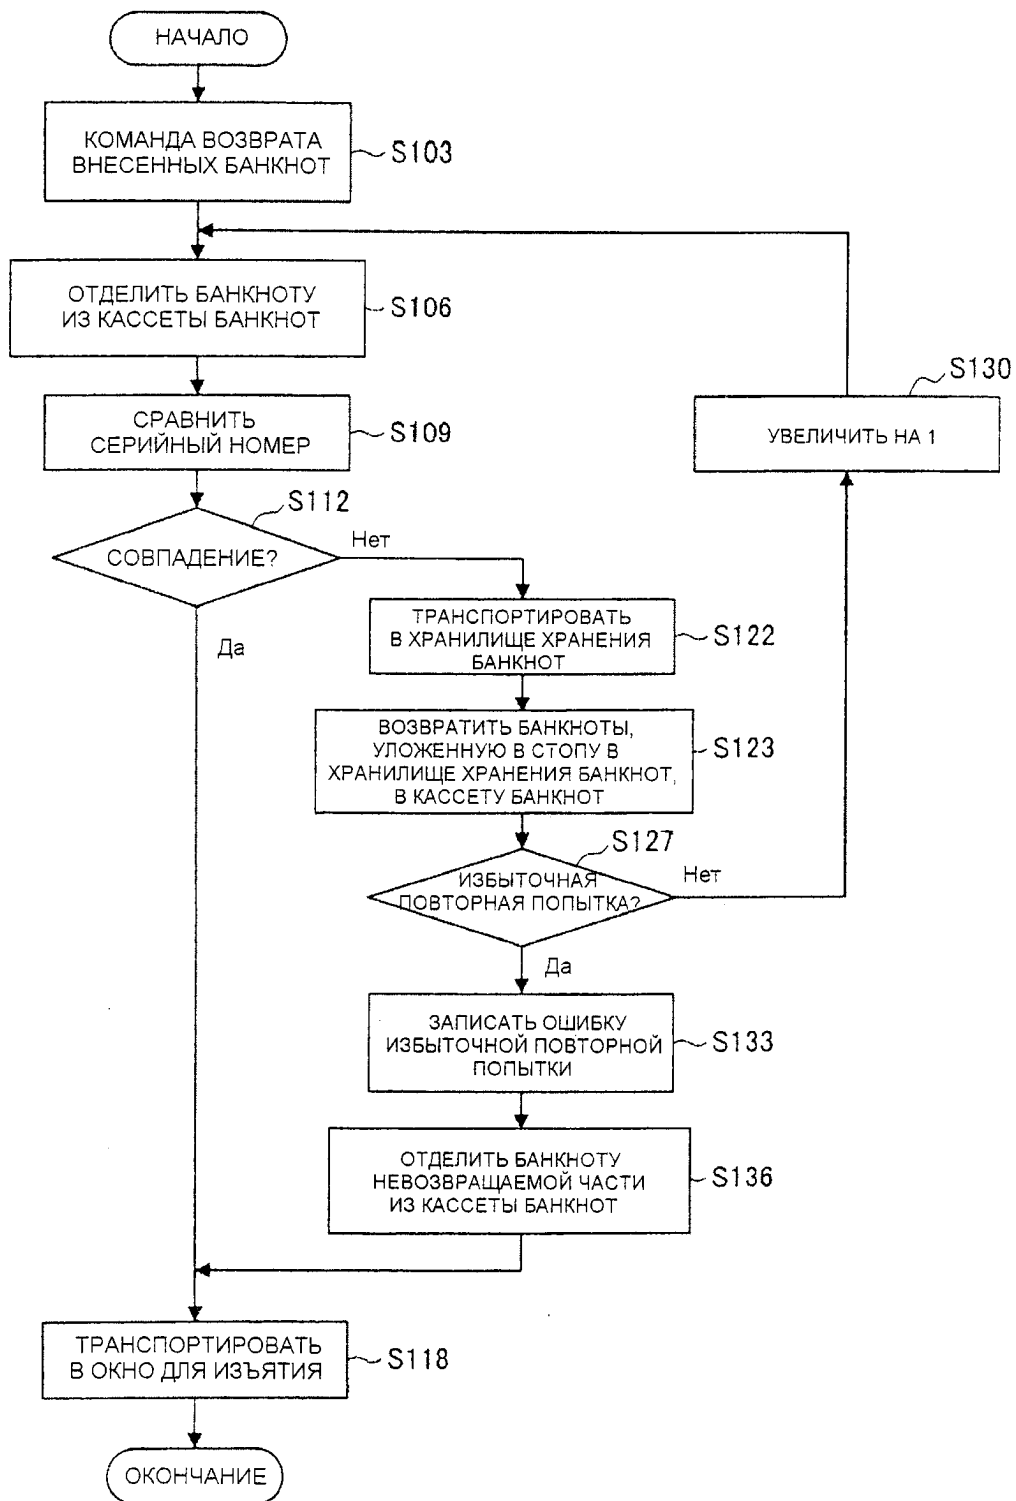 НАЧАЛО
КОМАНДА ВОЗВРАТА
ВНЕСЕННЫХ БАНКНОТ
S103
ОТДЕЛИТЬ БАНКНОТУ
ИЗ КАССЕТЫ БАНКНОТ
S106
СРАВНИТЬ
СЕРИЙНЫЙ НОМЕР
S109
S130
УВЕЛИЧИТЬ НА 1
S112
СОВПАДЕНИЕ?
Нет
Да
ТРАНСПОРТИРОВАТЬ
В ХРАНИЛИЩЕ ХРАНЕНИЯ
БАНКНОТ
S122
ВОЗВРАТИТЬ БАНКНОТЫ,
УЛОЖЕННУЮ В СТОПУ В
ХРАНИЛИЩЕ ХРАНЕНИЯ БАНКНОТ,
В КАССЕТУ БАНКНОТ
S123
S127
ИЗБЫТОЧНАЯ
ПОВТОРНАЯ ПОПЫТКА?
Нет
Да
ЗАПИСАТЬ ОШИБКУ
ИЗБЫТОЧНОЙ ПОВТОРНОЙ
ПОПЫТКИ
S133
ОТДЕЛИТЬ БАНКНОТУ
НЕВОЗВРАЩАЕМОЙ ЧАСТИ
ИЗ КАССЕТЫ БАНКНОТ
S136
ТРАНСПОРТИРОВАТЬ
В ОКНО ДЛЯ ИЗЪЯТИЯ
S118
ОКОНЧАНИЕ